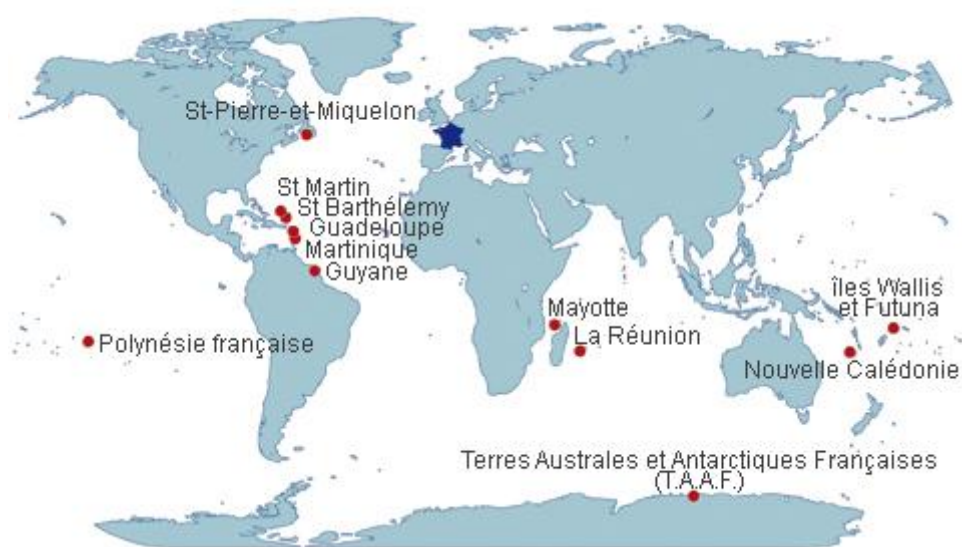 St-Pierre-et-Miquelon
St Martin
St Barthélemy
Guadeloupe
Martinique
Guyane
Polynésie française
Mayotte
La Réunion
îles Wallis
et Futuna
Nouvelle Calédonie
Terres Australes et Antarctiques Françaises
(T.A.A.F.)